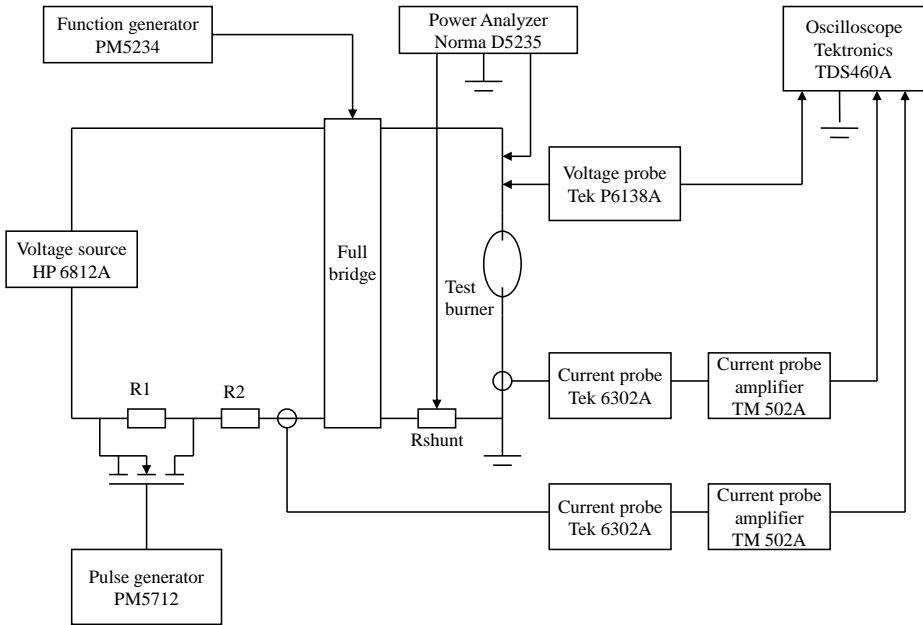 Function generator
PM5234
Power Analyzer
Norma D5235
Oscilloscope
Tektronics
TDS460A
Voltage probe
Tek P6138A
Voltage source
HP 6812A
Full
bridge
Test
burner
R1
R2
Rshunt
Current probe
Tek 6302A
Current probe
amplifier
TM 502A
Current probe
Tek 6302A
Current probe
amplifier
TM 502A
Pulse generator
PM5712